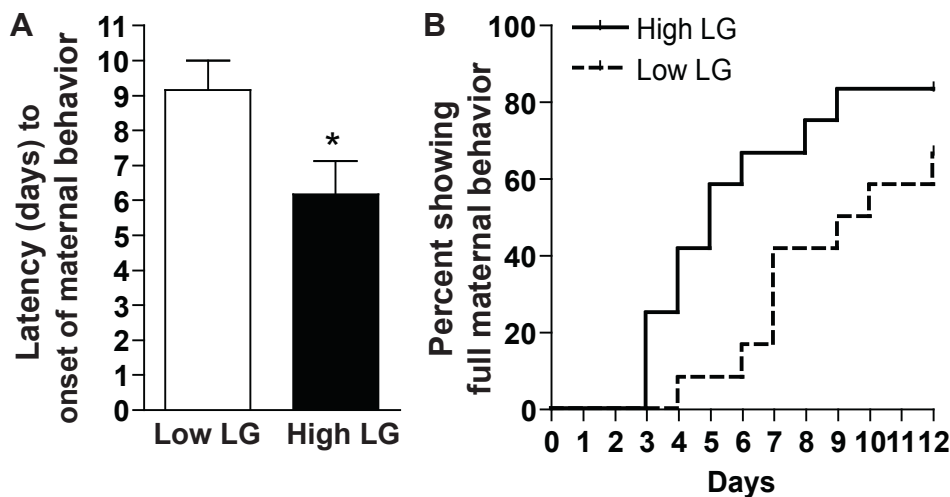 A
Latency (days) to
onset of maternal behavior
11
10
9
8
7
6
5
4
3
2
1
0
*
Low LG
High LG
B
Percent showing
full maternal behavior
100
80
60
40
20
0
High LG
Low LG
0 1 2 3 4 5 6 7 8 9 10 11 12
Days